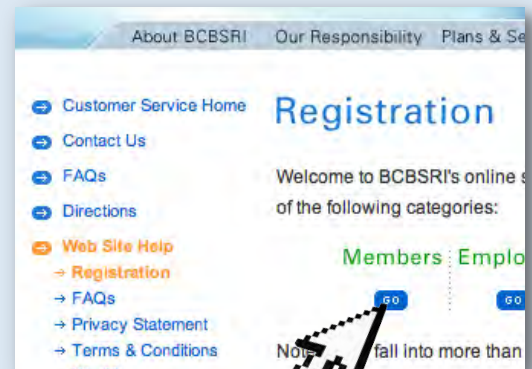 About BCBSRI Our Responsibility Plans &
Customer Service Home
Contact Us
FAQs
Directions
Web Site Help
Registration
FAQs
Privacy Statement
Terms & Conditions
Registration
Welcome to BCBSRI's online
of the following categories:
Members
GO GO
fall into more than